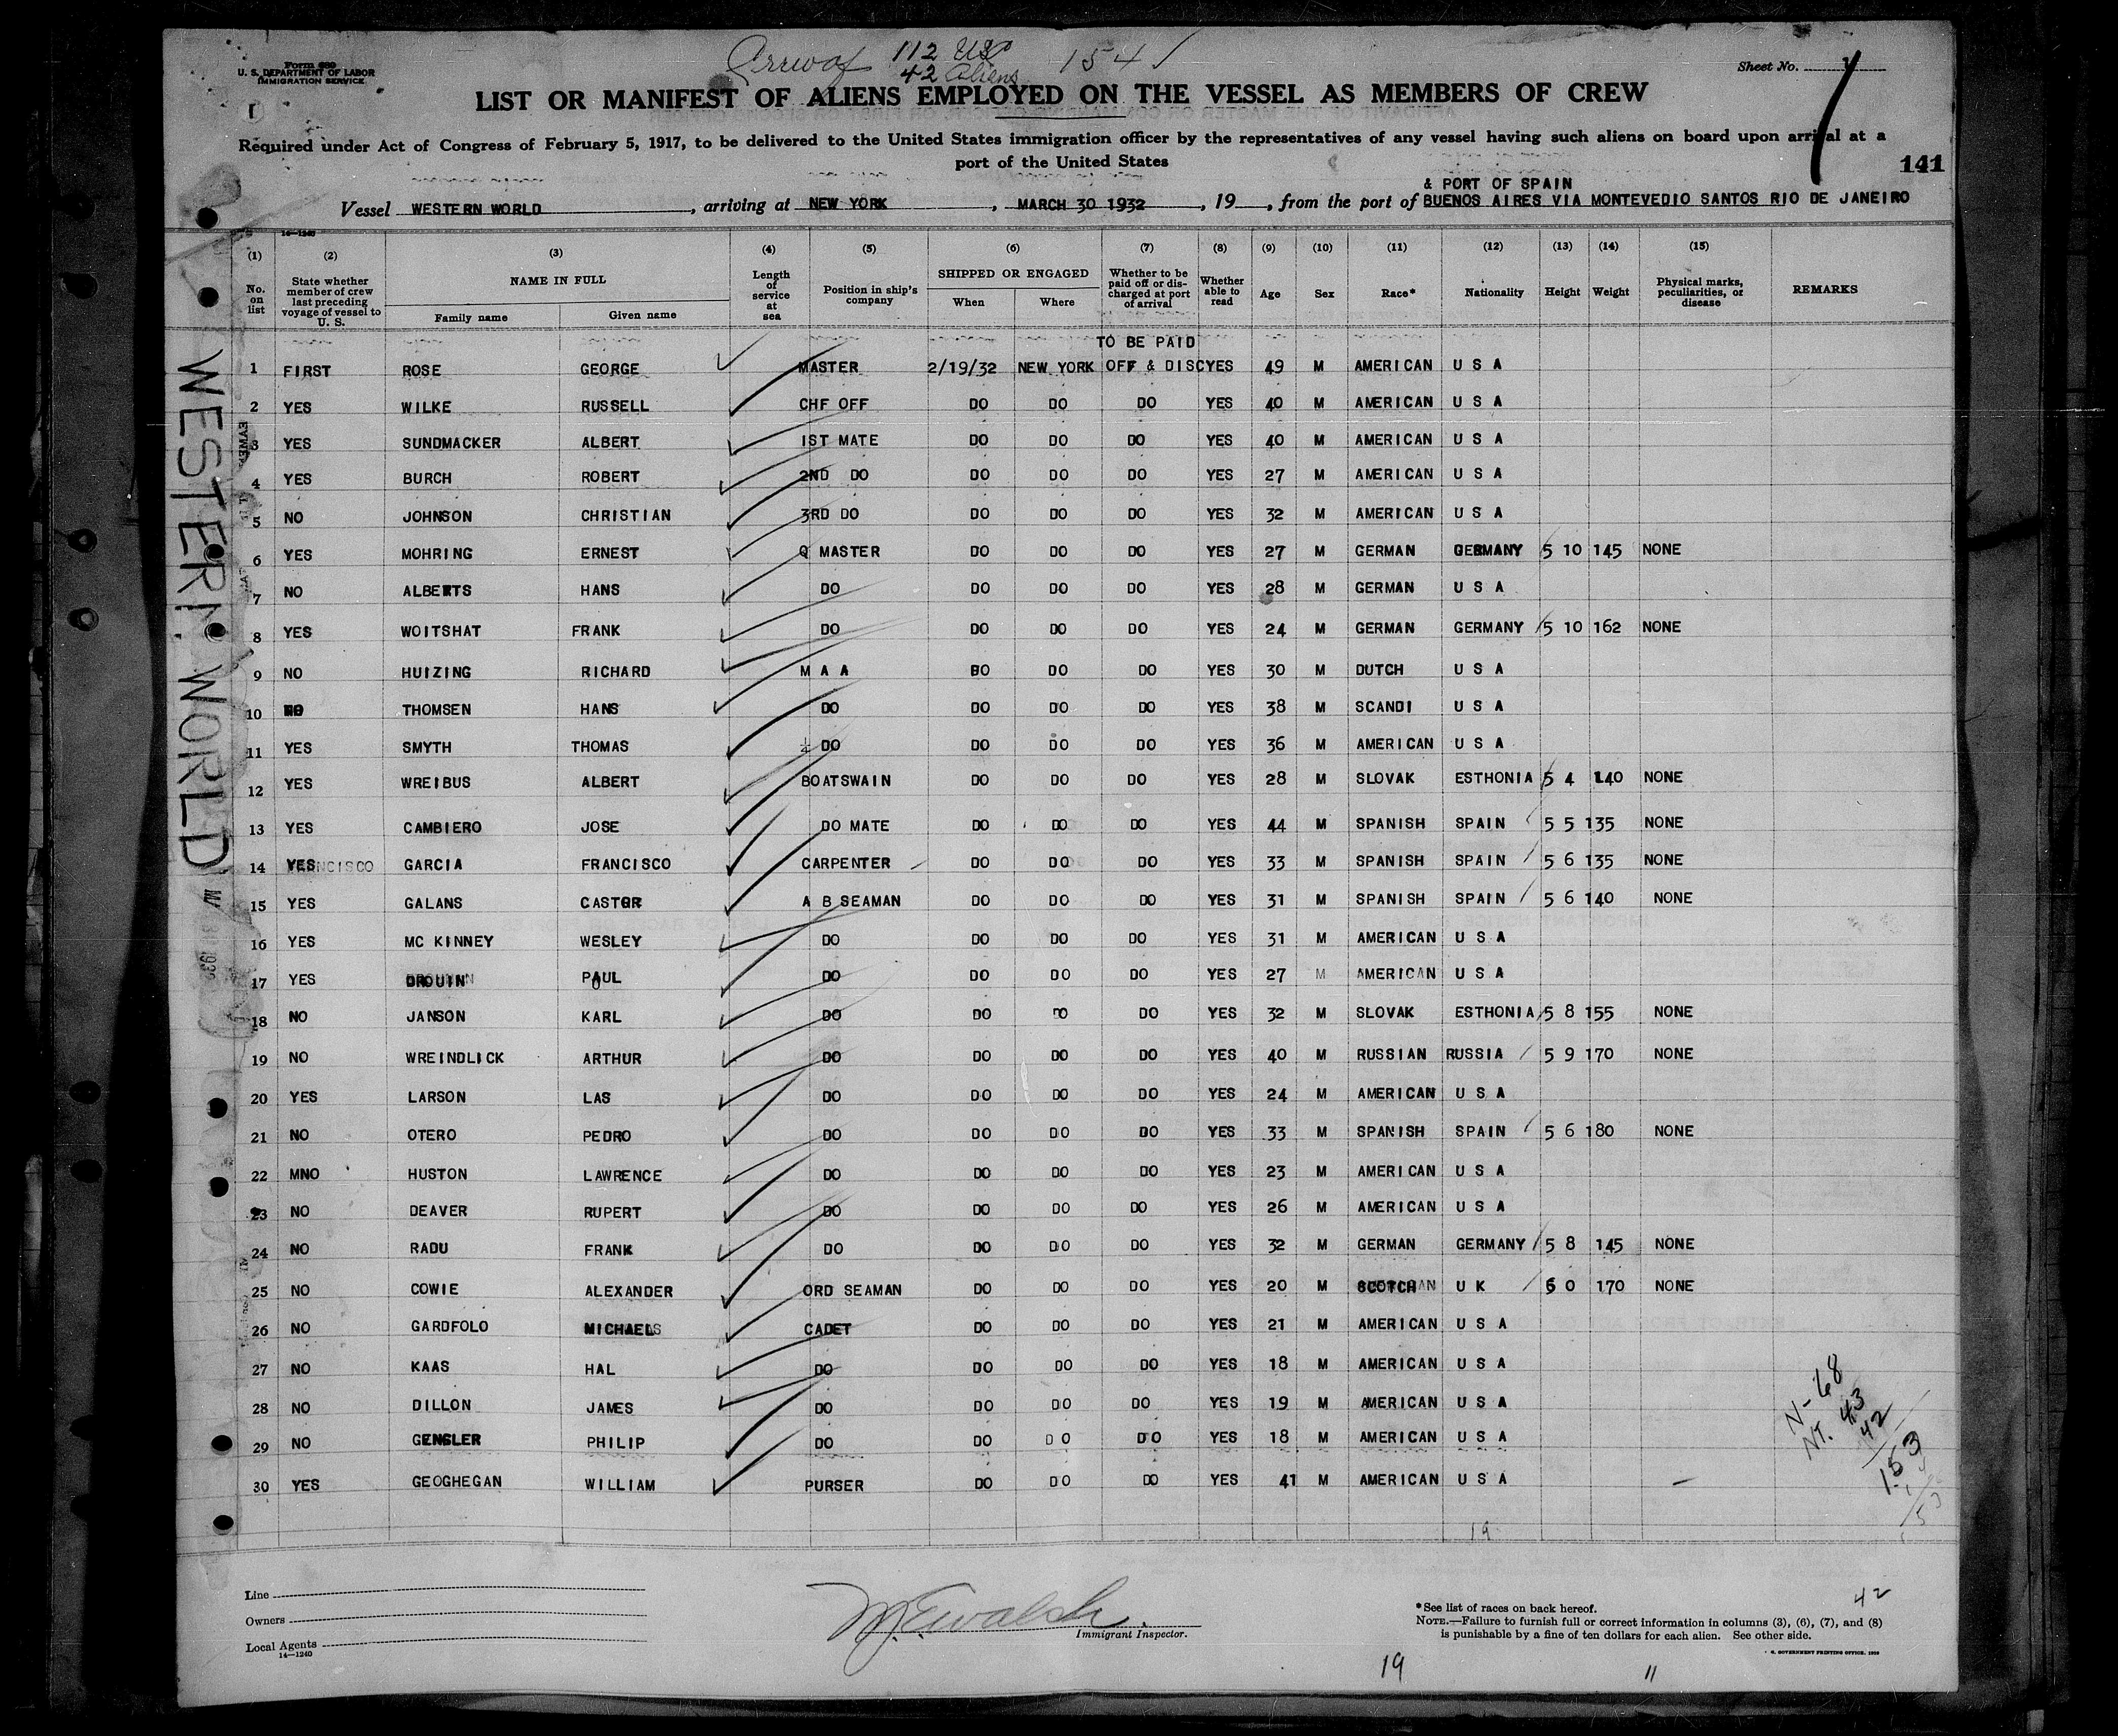 Arrival 112 US 154
42 Aliens
Form 689
U. S. DEPARTMENT OF LABOR
IMMIGRATION SERVICE
Sheet No. 1
LIST OR MANIFEST OF ALIENS EMPLOYED ON THE VESSEL AS MEMBERS OF CREW
Required under Act of Congress of February 5, 1917, to be delivered to the United States immigration officer by the representatives of any vessel having such aliens on board upon arrival at a
port of the United States
141
& PORT OF SPAIN
Vessel WESTERN WORLD, arriving at NEW YORK, MARCH 30 1932, 19, from the port of BUENOS AIRES VIA MONTEVEDIO SANTOS RIO DE JANEIRO
14—1240
(1) (2) (3) (4) (5) (6) (7) (8) (9) (10) (11) (12) (13) (14) (15)
No. on list
State whether member of crew last preceding voyage of vessel to U. S.
NAME IN FULL
Family name
Given name
Length of service at sea
Position in ship's company
SHIPPED OR ENGAGED
When
Where
Whether to be paid off or discharged at port of arrival
Whether able to read
Age
Sex
Race*
Nationality
Height
Weight
Physical marks, peculiarities, or disease
REMARKS
TO BE PAID
1 FIRST ROSE GEORGE MASTER 2/19/32 NEW YORK OFF & DISC YES 49 M AMERICAN U S A
2 YES WILKE RUSSELL CHF OFF DO DO DO YES 40 M AMERICAN U S A
3 YES SUNDMACKER ALBERT 1ST MATE DO DO DO YES 40 M AMERICAN U S A
4 YES BURCH ROBERT 2ND DO DO DO DO YES 27 M AMERICAN U S A
5 NO JOHNSON CHRISTIAN 3RD DO DO DO DO YES 32 M AMERICAN U S A
6 YES MOHRING ERNEST Q MASTER DO DO DO YES 27 M GERMAN GERMANY 5 10 145 NONE
7 NO ALBERTS HANS DO DO DO DO YES 28 M GERMAN U S A
8 YES WOITSHAT FRANK DO DO DO DO YES 24 M GERMAN GERMANY 5 10 162 NONE
9 NO HUIZING RICHARD M A A DO DO DO YES 30 M DUTCH U S A
10 NO THOMSEN HANS DO DO DO DO YES 38 M SCANDI U S A
11 YES SMYTH THOMAS DO DO DO DO YES 36 M AMERICAN U S A
12 YES WREIBUS ALBERT BOATSWAIN DO DO DO YES 28 M SLOVAK ESTHONIA 5 4 140 NONE
13 YES CAMBIERO JOSE DO MATE DO DO DO YES 44 M SPANISH SPAIN 5 5 135 NONE
14 YES GARCIA FRANCISCO CARPENTER DO DO DO YES 33 M SPANISH SPAIN 5 6 135 NONE
15 YES GALANS CASTOR A B SEAMAN DO DO DO YES 31 M SPANISH SPAIN 5 6 140 NONE
16 YES MC KINNEY WESLEY DO DO DO DO YES 31 M AMERICAN U S A
17 YES DROUIN PAUL DO DO DO DO YES 27 M AMERICAN U S A
18 NO JANSON KARL DO DO DO DO YES 32 M SLOVAK ESTHONIA 5 8 155 NONE
19 NO WREINDLICK ARTHUR DO DO DO DO YES 40 M RUSSIAN RUSSIA 5 9 170 NONE
20 YES LARSON LAS DO DO DO DO YES 24 M AMERICAN U S A
21 NO OTERO PEDRO DO DO DO DO YES 33 M SPANISH SPAIN 5 6 180 NONE
22 MNO HUSTON LAWRENCE DO DO DO DO YES 23 M AMERICAN U S A
23 NO DEAVER RUPERT DO DO DO DO YES 26 M AMERICAN U S A
24 NO RADU FRANK DO DO DO DO YES 32 M GERMAN GERMANY 5 8 145 NONE
25 NO COWIE ALEXANDER ORD SEAMAN DO DO DO YES 20 M SCOTCH U K 6 0 170 NONE
26 NO GARDFOLO MICHAEL CADET DO DO DO YES 21 M AMERICAN U S A
27 NO KAAS HAL DO DO DO DO YES 18 M AMERICAN U S A
28 NO DILLON JAMES DO DO DO DO YES 19 M AMERICAN U S A
29 NO GENSLER PHILIP DO DO DO DO YES 18 M AMERICAN U S A
30 YES GEOGHEGAN WILLIAM PURSER DO DO DO YES 41 M AMERICAN U S A
WESTERN WORLD
N-68
NT. 43
42
153
19
Line
Owners
Local Agents
14—1240
M. E. Walsh
Immigrant Inspector.
42
*See list of races on back hereof.
NOTE.—Failure to furnish full or correct information in columns (3), (6), (7), and (8)
is punishable by a fine of ten dollars for each alien. See other side.
19 11